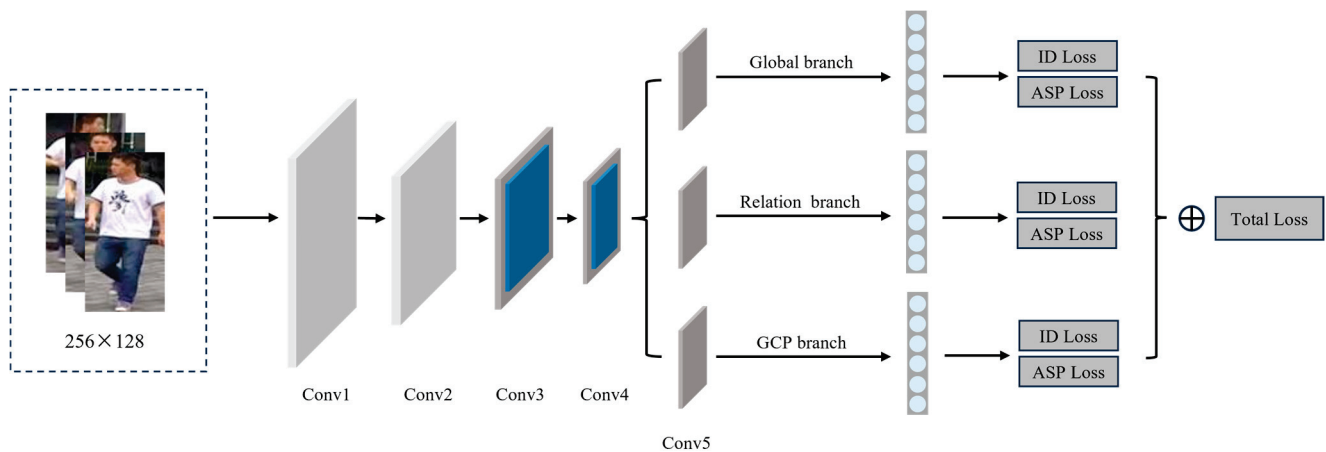 256×128
Conv1
Conv2
Conv3
Conv4
Conv5
Global branch
ID Loss
ASP Loss
Relation branch
ID Loss
ASP Loss
GCP branch
ID Loss
ASP Loss
Total Loss